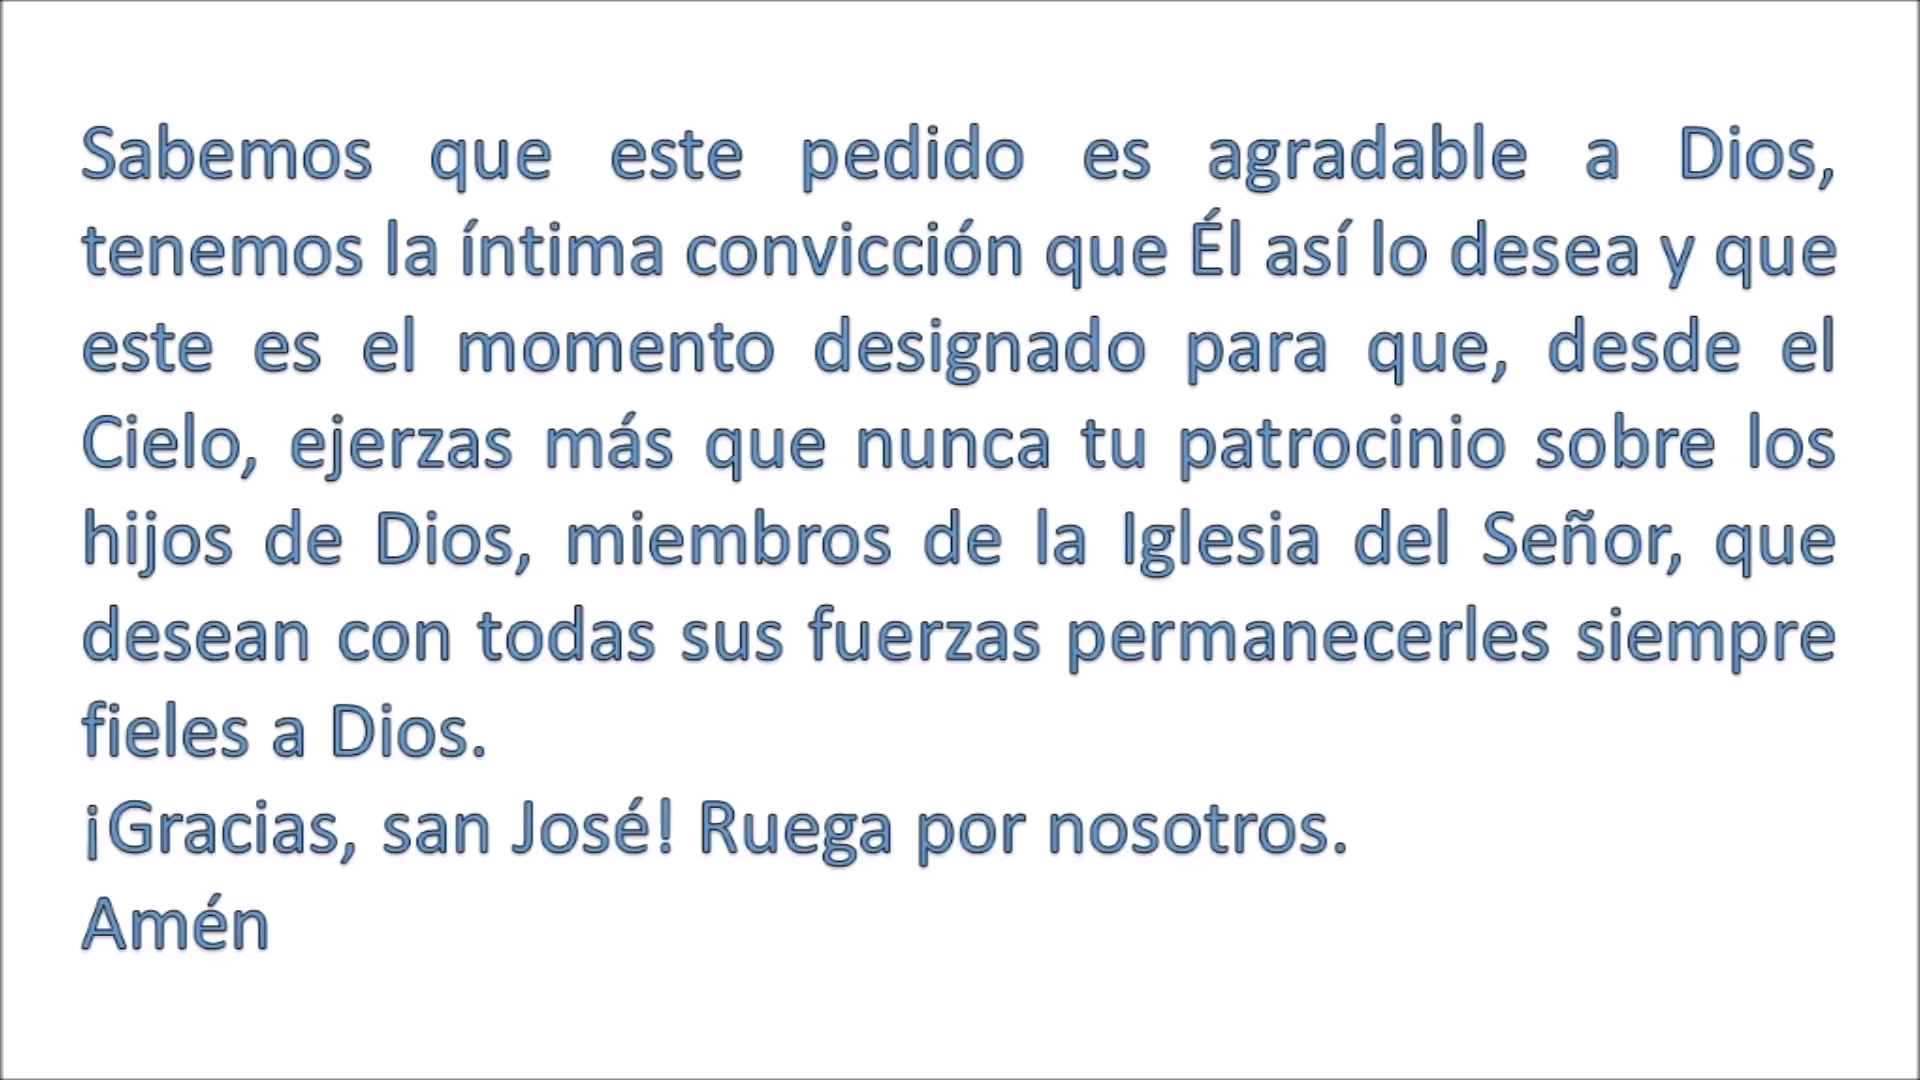 Sabemos que este pedido es agradable a Dios,
tenemos la íntima convicción que Él así lo desea y que
este es el momento designado para que, desde el
Cielo, ejerzas más que nunca tu patrocinio sobre los
hijos de Dios, miembros de la Iglesia del Señor, que
desean con todas sus fuerzas permanecerles siempre
fieles a Dios.
¡Gracias, san José! Ruega por nosotros.
Amén